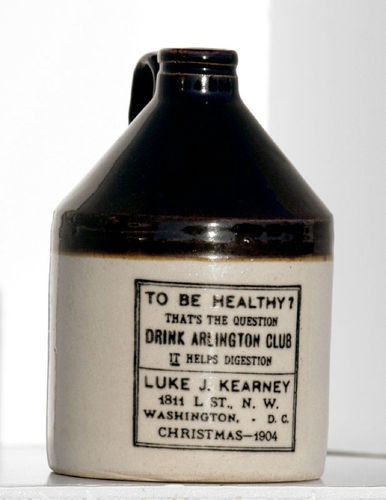 TO BE HEALTHY?
THAT'S THE QUESTION
DRINK ARLINGTON CLUB
IT HELPS DIGESTION
LUKE J. KEARNEY
1811 L ST., N. W.
WASHINGTON, - D. C.
CHRISTMAS-1904